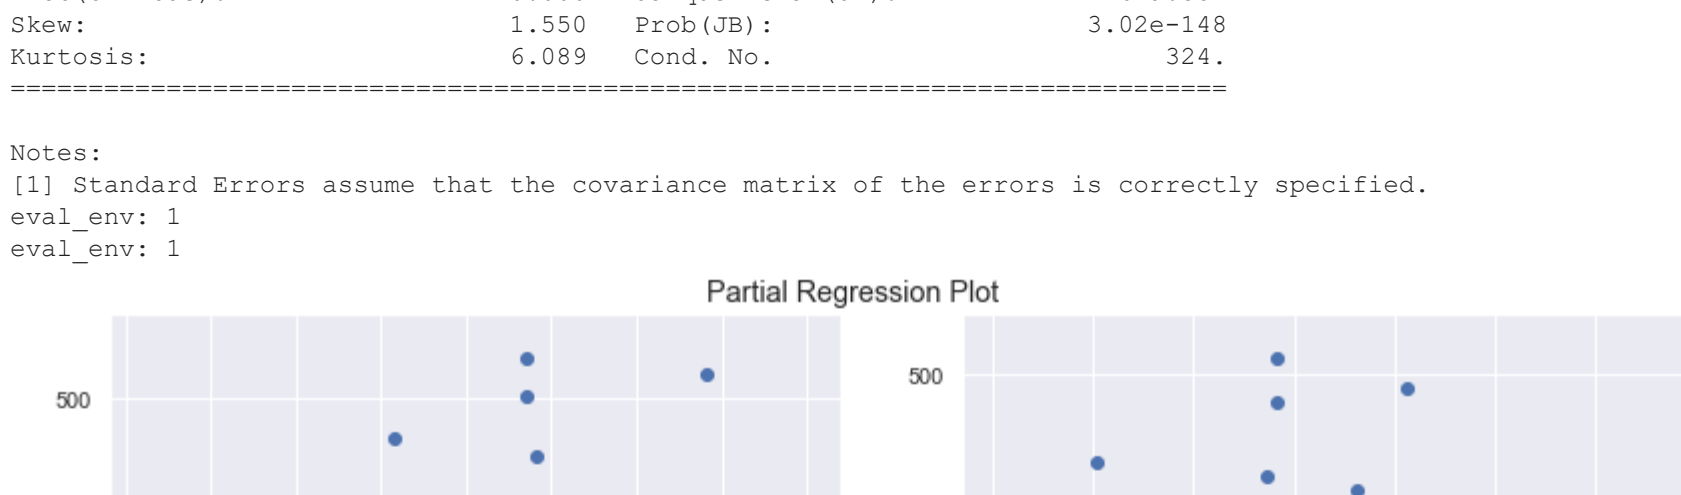 Skew: 1.550 Prob(JB): 3.02e-148
Kurtosis: 6.089 Cond. No. 324.
==============================================================================
Notes:
[1] Standard Errors assume that the covariance matrix of the errors is correctly specified.
eval_env: 1
eval_env: 1
Partial Regression Plot
500
500